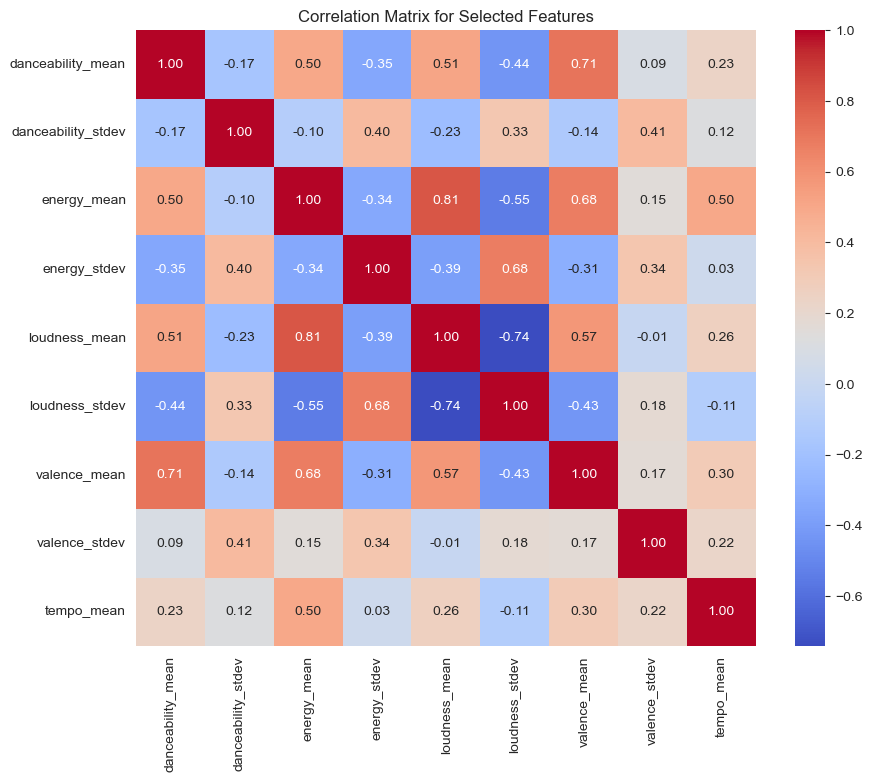 Correlation Matrix for Selected Features
danceability_mean 1.00 -0.17 0.50 -0.35 0.51 -0.44 0.71 0.09 0.23
danceability_stdev -0.17 1.00 -0.10 0.40 -0.23 0.33 -0.14 0.41 0.12
energy_mean 0.50 -0.10 1.00 -0.34 0.81 -0.55 0.68 0.15 0.50
energy_stdev -0.35 0.40 -0.34 1.00 -0.39 0.68 -0.31 0.34 0.03
loudness_mean 0.51 -0.23 0.81 -0.39 1.00 -0.74 0.57 -0.01 0.26
loudness_stdev -0.44 0.33 -0.55 0.68 -0.74 1.00 -0.43 0.18 -0.11
valence_mean 0.71 -0.14 0.68 -0.31 0.57 -0.43 1.00 0.17 0.30
valence_stdev 0.09 0.41 0.15 0.34 -0.01 0.18 0.17 1.00 0.22
tempo_mean 0.23 0.12 0.50 0.03 0.26 -0.11 0.30 0.22 1.00
danceability_mean
danceability_stdev
energy_mean
energy_stdev
loudness_mean
loudness_stdev
valence_mean
valence_stdev
tempo_mean
1.0
0.8
0.6
0.4
0.2
0.0
-0.2
-0.4
-0.6